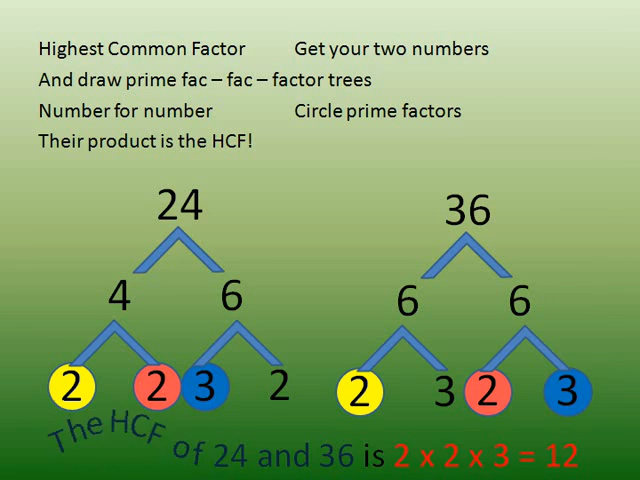 Highest Common Factor Get your two numbers
And draw prime fac – fac – factor trees
Number for number Circle prime factors
Their product is the HCF!
24 36
4 6 6 6
2 2 3 2 2 3 2 3
The HCF of 24 and 36 is 2 x 2 x 3 = 12